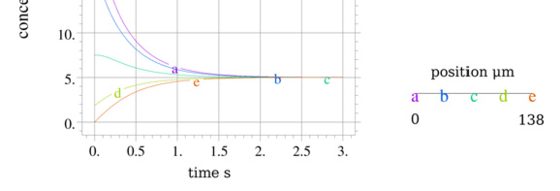 conce
10.
5.
0.
a
b
c
d
e
0. 0.5 1. 1.5 2. 2.5 3.
time s
position μm
a b c d e
0 138